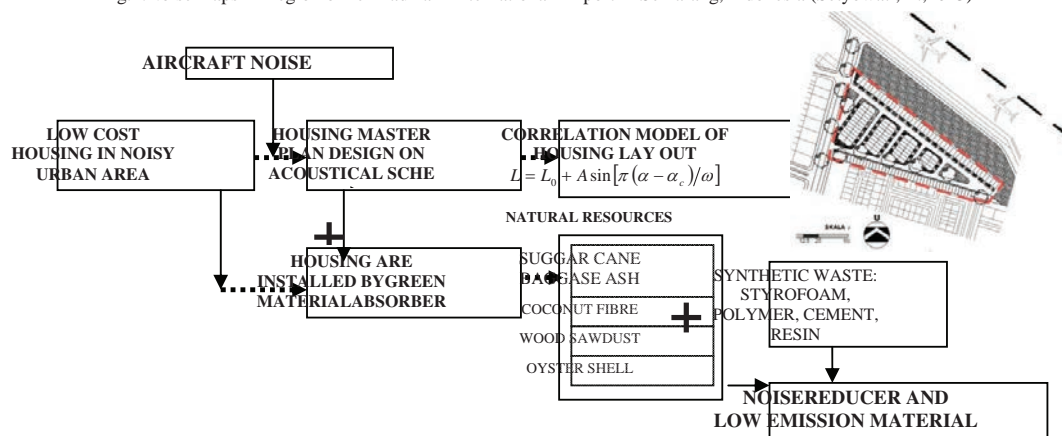 AIRCRAFT NOISE
LOW COST
HOUSING IN NOISY
URBAN AREA
HOUSING MASTER
PLAN DESIGN ON
ACOUSTICAL SCHE
CORRELATION MODEL OF
HOUSING LAY OUT
L = L₀ + A sin[π(α − α_c)/ω]
NATURAL RESOURCES
+
HOUSING ARE
INSTALLED BYGREEN
MATERIALABSORBER
SUGGAR CANE
BAGGASE ASH
COCONUT FIBRE
WOOD SAWDUST
OYSTER SHELL
+
SYNTHETIC WASTE:
STYROFOAM,
POLYMER, CEMENT,
RESIN
NOISEREDUCER AND
LOW EMISSION MATERIAL
U
SKALA